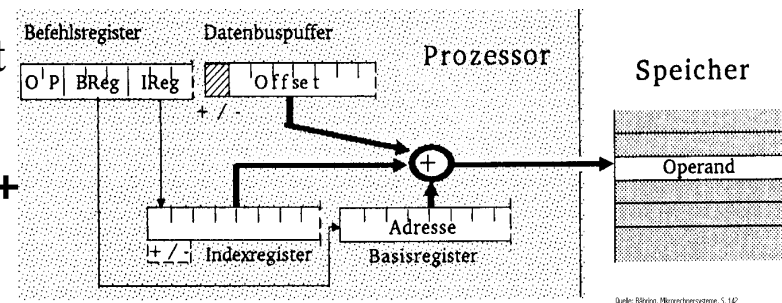 t
Befehlsregister
Datenbuspuffer
Prozessor
Speicher
OP BReg IReg
Offset
+ / -
+
Operand
+
+ / -
Indexregister
Adresse
Basisregister
Quelle: Bähring, Mikrorechnersysteme, S. 142